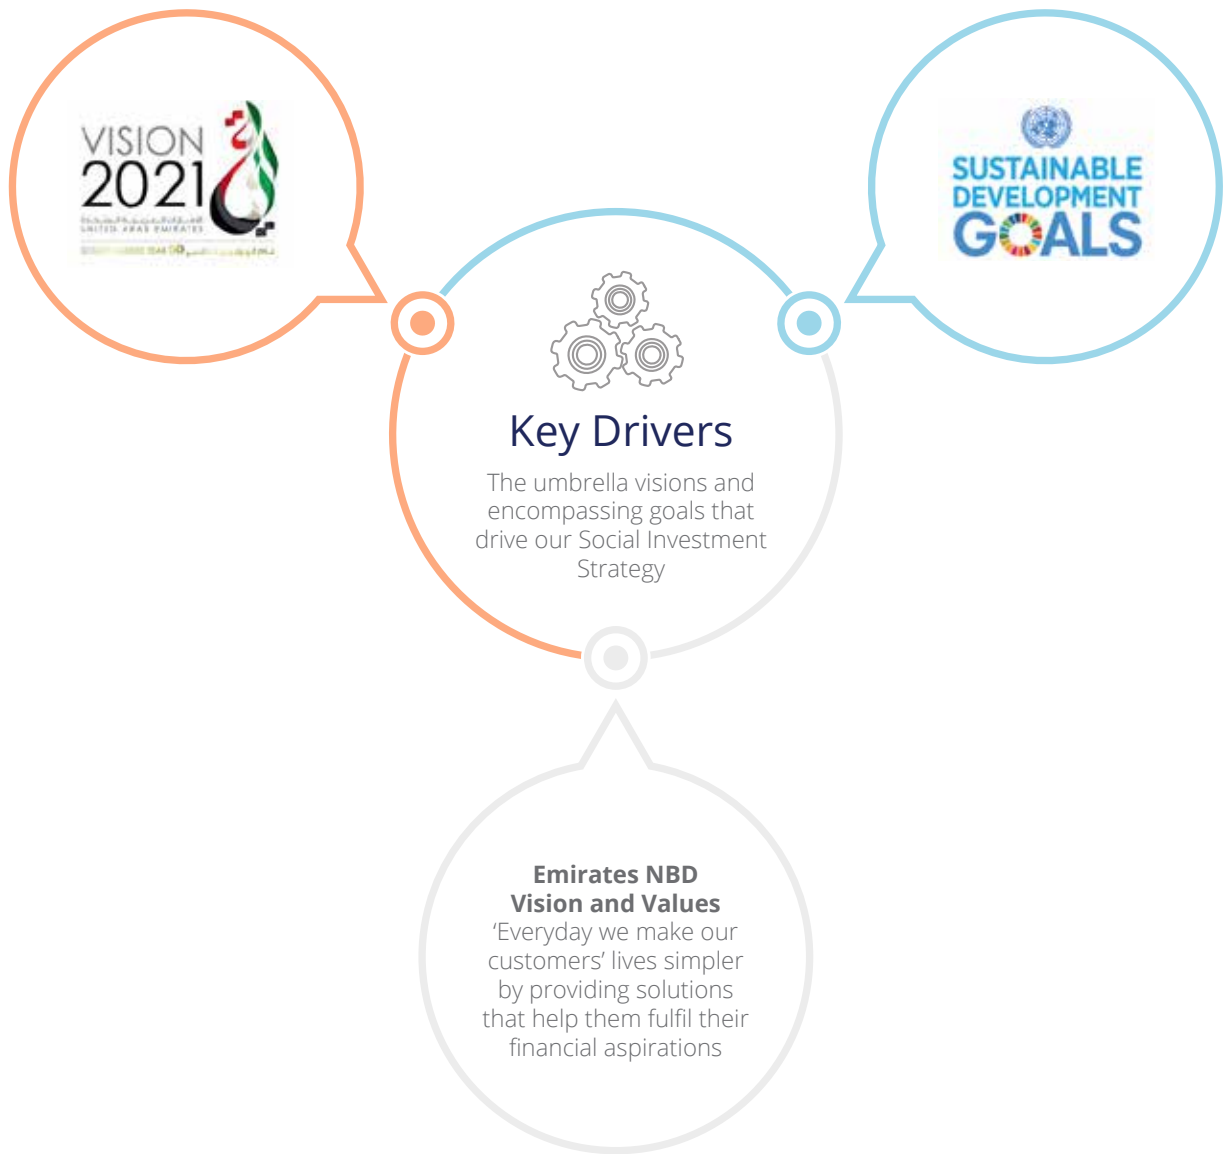 VISION
2021
UNITED ARAB EMIRATES
SUSTAINABLE
DEVELOPMENT
GOALS
Key Drivers
The umbrella visions and
encompassing goals that
drive our Social Investment
Strategy
Emirates NBD
Vision and Values
‘Everyday we make our
customers’ lives simpler
by providing solutions
that help them fulfil their
financial aspirations